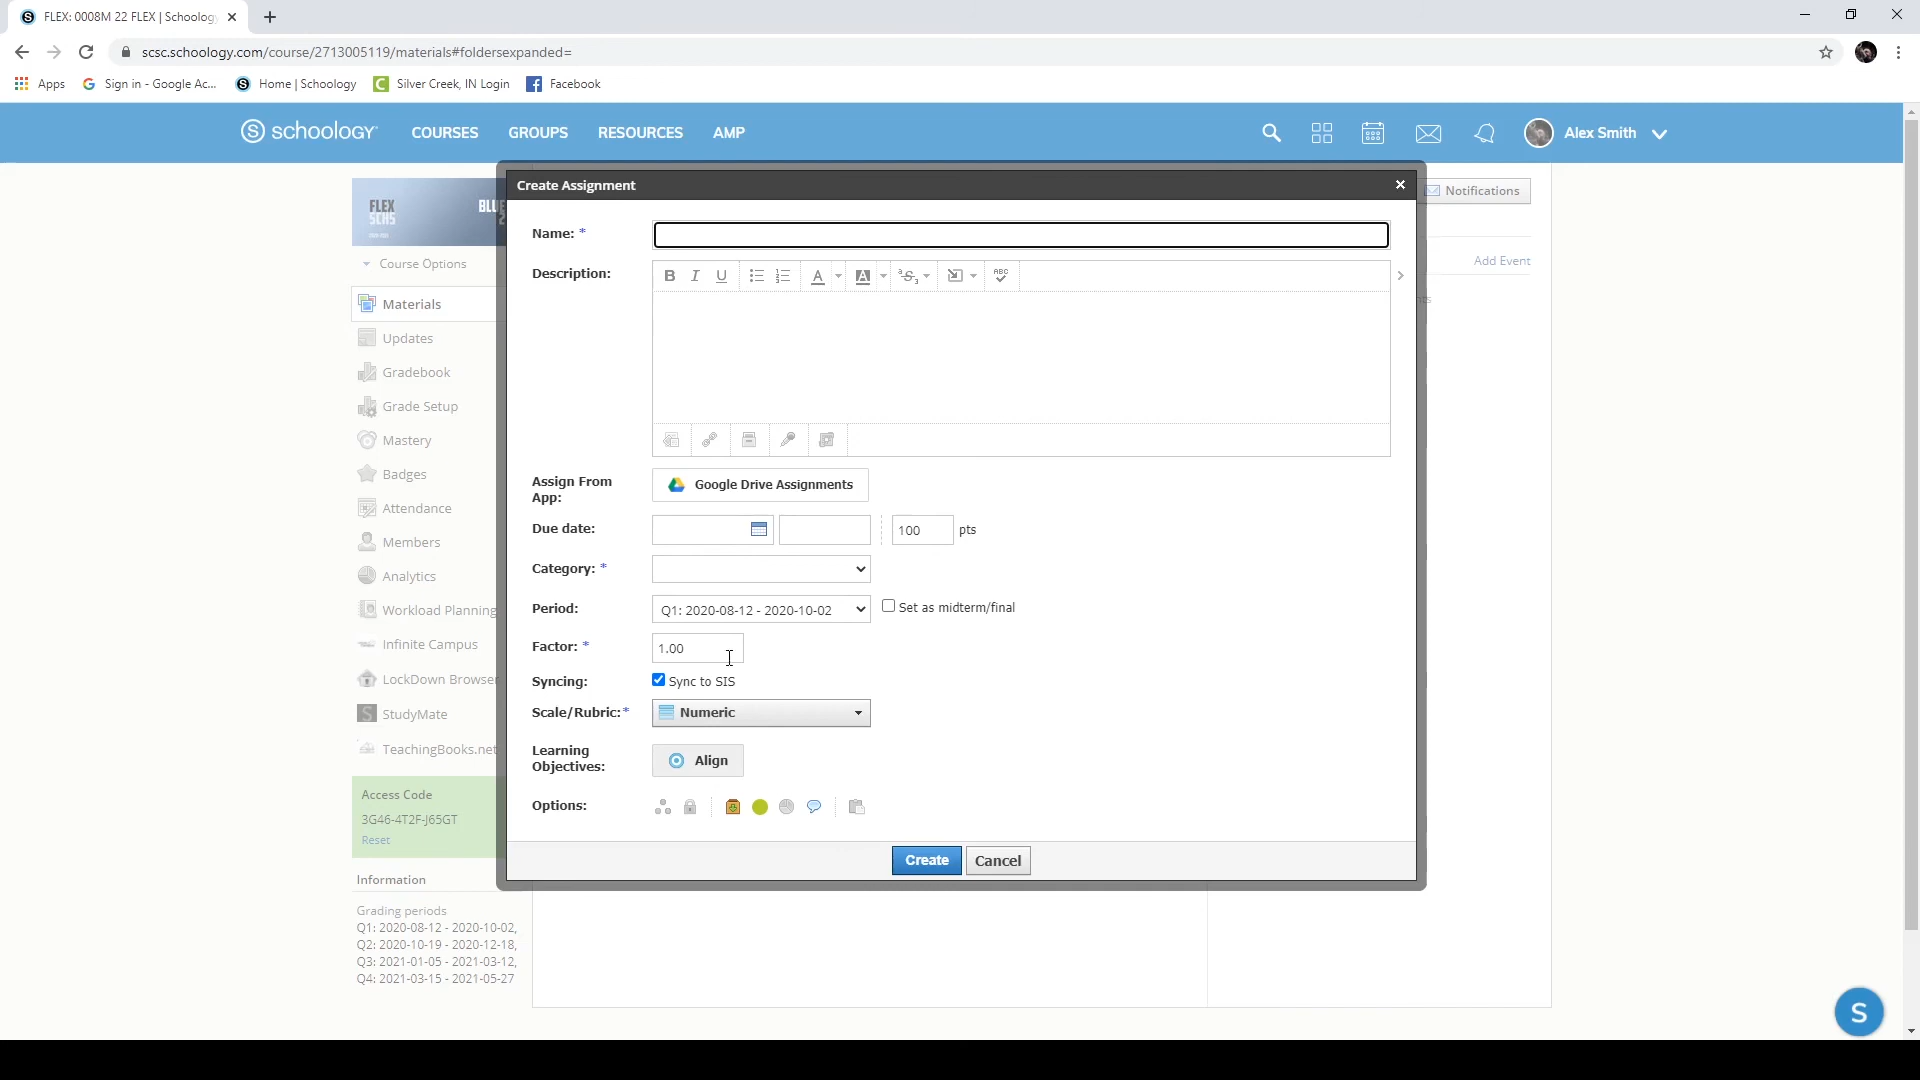 FLEX: 0008M 22 FLEX | Schoology
scsc.schoology.com/course/2713005119/materials#foldersexpanded=
Apps
Sign in - Google Ac...
Home | Schoology
Silver Creek, IN Login
Facebook
S schoology
COURSES
GROUPS
RESOURCES
AMP
Alex Smith
FLEX
SCHS
BLU
2
Course Options
Materials
Updates
Gradebook
Grade Setup
Mastery
Badges
Attendance
Members
Analytics
Workload Planning
Infinite Campus
LockDown Browser
StudyMate
TeachingBooks.net
Access Code
3G46-4T2F-J65GT
Reset
Information
Grading periods
Q1: 2020-08-12 - 2020-10-02,
Q2: 2020-10-19 - 2020-12-18,
Q3: 2021-01-05 - 2021-03-12,
Q4: 2021-03-15 - 2021-05-27
Create Assignment
Name: *
Description:
B I U
A
A
ABC
Assign From
App:
Google Drive Assignments
Due date:
100 pts
Category: *
Period:
Q1: 2020-08-12 - 2020-10-02
Set as midterm/final
Factor: *
1.00
Syncing:
Sync to SIS
Scale/Rubric: *
Numeric
Learning
Objectives:
Align
Options:
Create
Cancel
Notifications
Add Event
S